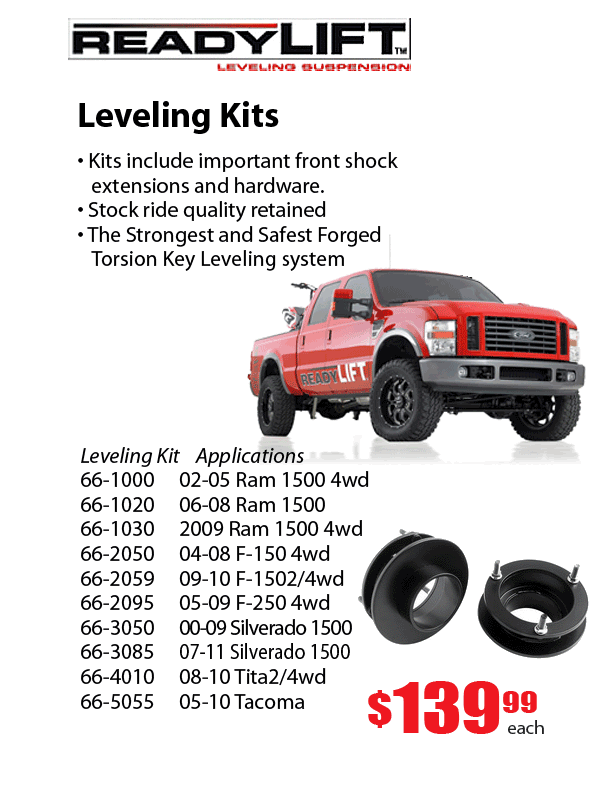 READYLIFT™
LEVELING SUSPENSION
Leveling Kits
• Kits include important front shock
extensions and hardware.
• Stock ride quality retained
• The Strongest and Safest Forged
Torsion Key Leveling system
Ford
READYLIFT
Leveling Kit Applications
66-1000 02-05 Ram 1500 4wd
66-1020 06-08 Ram 1500
66-1030 2009 Ram 1500 4wd
66-2050 04-08 F-150 4wd
66-2059 09-10 F-1502/4wd
66-2095 05-09 F-250 4wd
66-3050 00-09 Silverado 1500
66-3085 07-11 Silverado 1500
66-4010 08-10 Tita2/4wd
66-5055 05-10 Tacoma
$139.99
each